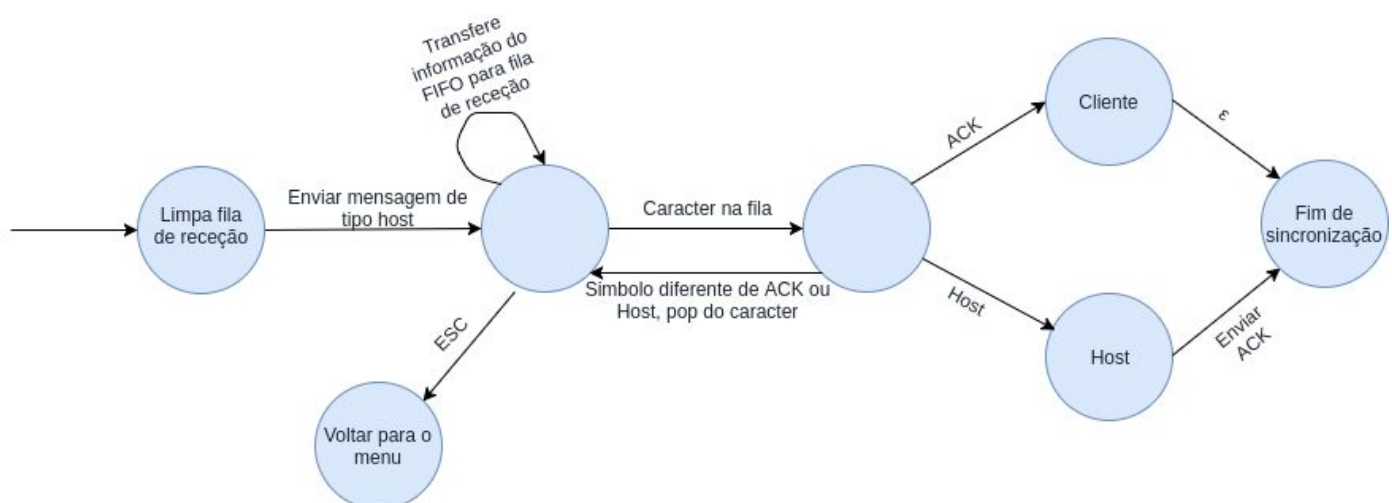 Transfere
informação do
FIFO para fila
de receção
Limpa fila
de receção
Enviar mensagem de
tipo host
Caracter na fila
Simbolo diferente de ACK ou
Host, pop do caracter
ESC
Voltar para o
menu
ACK
Cliente
ε
Host
Host
Enviar
ACK
Fim de
sincronização